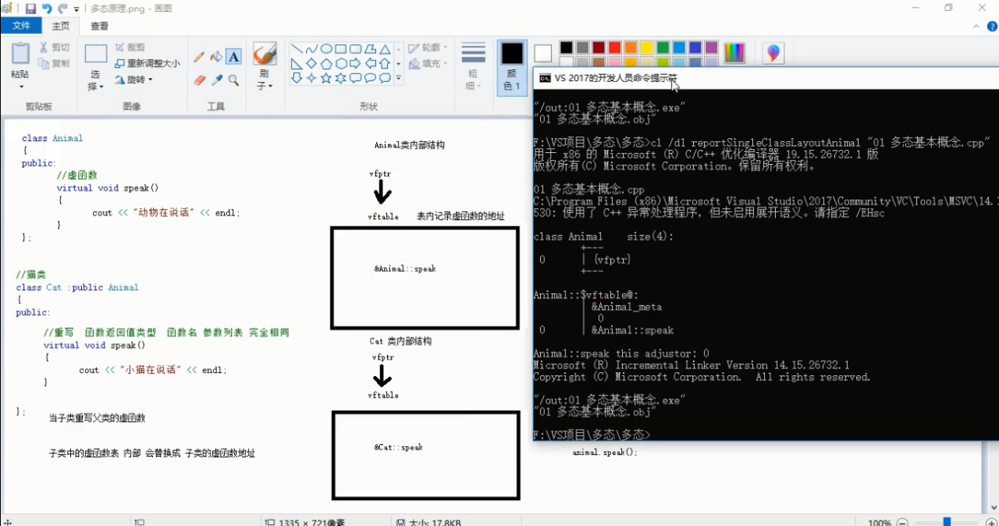 多态原理.png - 画图
文件
主页
查看
粘贴
剪切
复制
剪贴板
选
择
裁剪
重新调整大小
旋转
图像
A
工具
刷
子
轮廓
填充
形状
粗
细
颜
色 1
class Animal
{
public:
//虚函数
virtual void speak()
{
cout << "动物在说话" << endl;
}
};
//猫类
class Cat :public Animal
{
public:
//重写 函数返回值类型 函数名 参数列表 完全相同
virtual void speak()
{
cout << "小猫在说话" << endl;
}
};
当子类重写父类的虚函数
子类中的虚函数表 内部 会替换成 子类的虚函数地址
Animal类内部结构
vfptr
vftable 表内记录虚函数的地址
&Animal::speak
Cat 类内部结构
vfptr
vftable
&Cat::speak
VS 2017的开发人员命令提示符
"/out:01 多态基本概念.exe"
"01 多态基本概念.obj"
F:\VS项目\多态\多态>cl /d1 reportSingleClassLayoutAnimal "01 多态基本概念.cpp"
用于 x86 的 Microsoft (R) C/C++ 优化编译器 19.15.26732.1 版
版权所有(C) Microsoft Corporation。保留所有权利。
01 多态基本概念.cpp
C:\Program Files (x86)\Microsoft Visual Studio\2017\Community\VC\Tools\MSVC\14.
530: 使用了 C++ 异常处理程序，但未启用展开语义。请指定 /EHsc
class Animal size(4):
+---
0 | {vfptr}
+---
Animal::$vftable@:
| &Animal_meta
| 0
0 | &Animal::speak
Animal::speak this adjustor: 0
Microsoft (R) Incremental Linker Version 14.15.26732.1
Copyright (C) Microsoft Corporation. All rights reserved.
"/out:01 多态基本概念.exe"
"01 多态基本概念.obj"
F:\VS项目\多态\多态>
animal.speak();
1335 × 721像素
大小: 17.8KB
100%